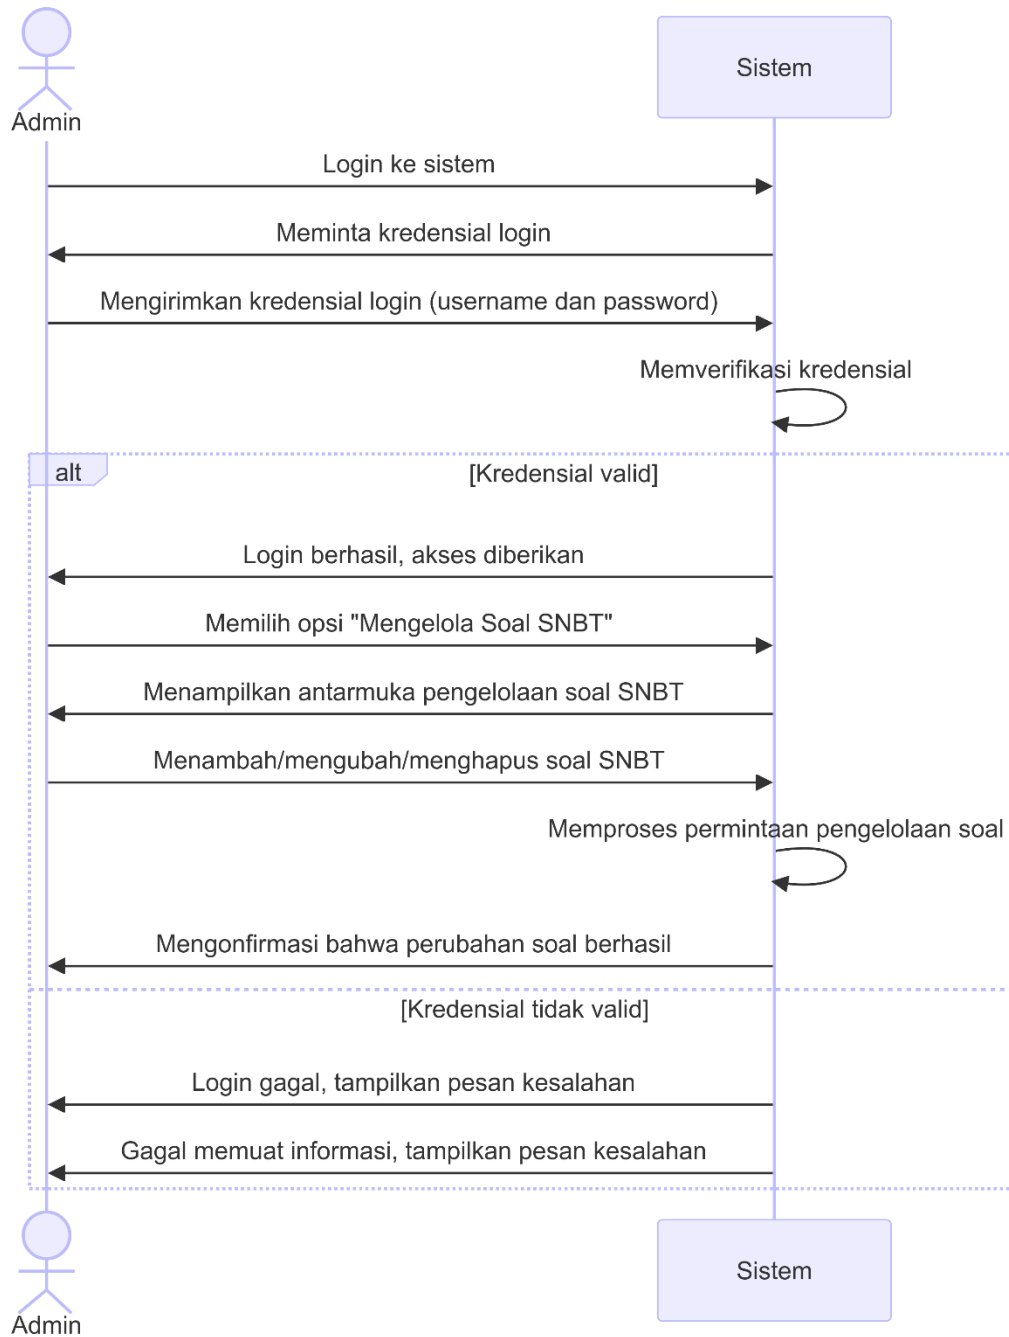 Admin
Sistem
Login ke sistem
Meminta kredensial login
Mengirimkan kredensial login (username dan password)
Memverifikasi kredensial
alt
[Kredensial valid]
Login berhasil, akses diberikan
Memilih opsi "Mengelola Soal SNBT"
Menampilkan antarmuka pengelolaan soal SNBT
Menambah/mengubah/menghapus soal SNBT
Memproses permintaan pengelolaan soal
Mengonfirmasi bahwa perubahan soal berhasil
[Kredensial tidak valid]
Login gagal, tampilkan pesan kesalahan
Gagal memuat informasi, tampilkan pesan kesalahan
Admin
Sistem